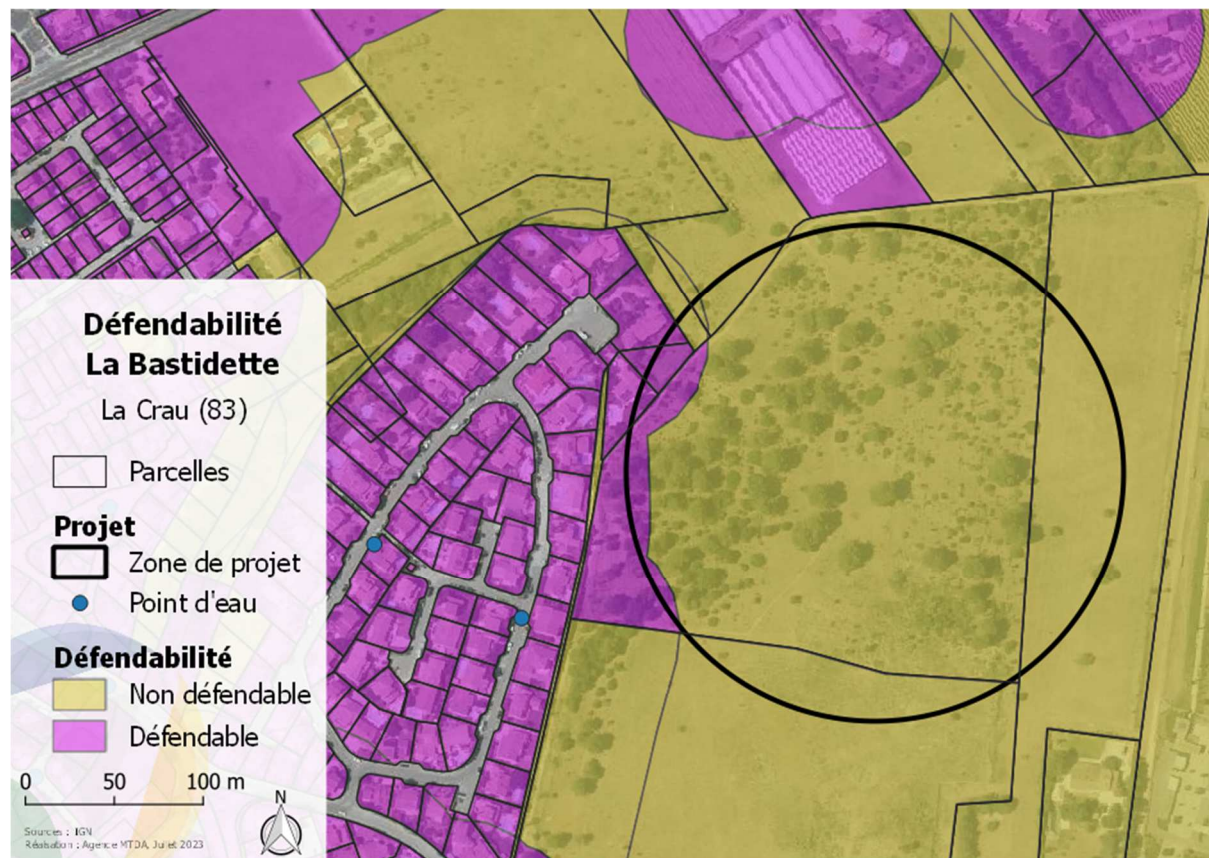 Défendabilité
La Bastidette
La Crau (83)
Parcelles
Projet
Zone de projet
Point d'eau
Défendabilité
Non défendable
Défendable
0 50 100 m
N
Sources : IGN
Réalisation : Agence MTDA, Juillet 2023